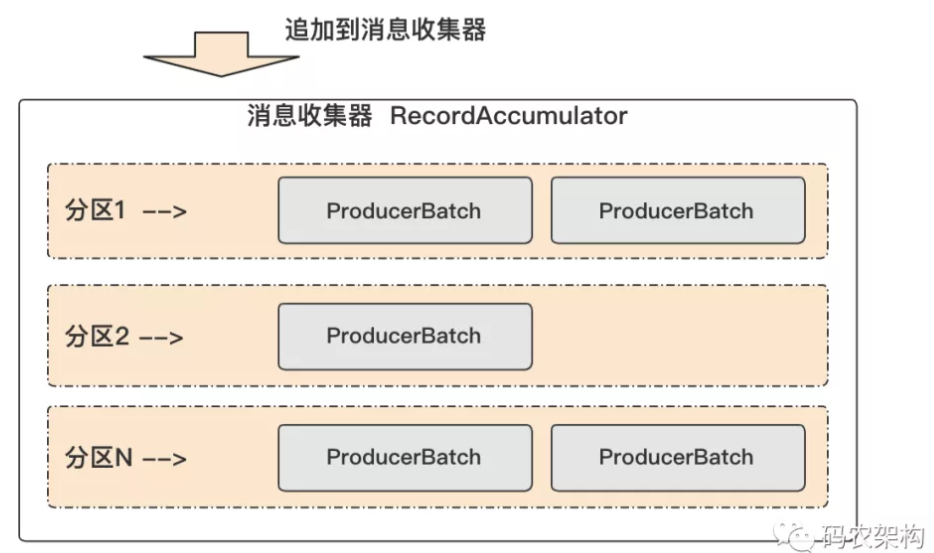 追加到消息收集器
消息收集器 RecordAccumulator
分区1 --> ProducerBatch ProducerBatch
分区2 --> ProducerBatch
分区N --> ProducerBatch ProducerBatch
码农架构